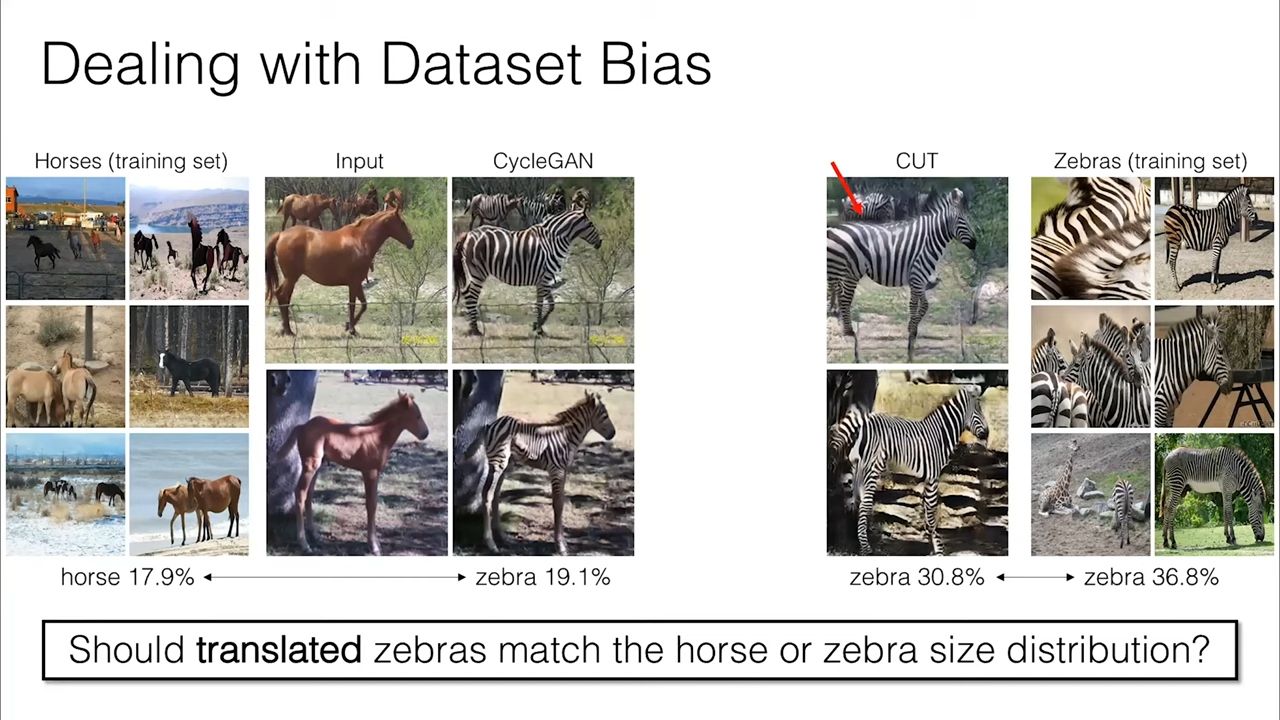 Dealing with Dataset Bias
Horses (training set)
Input
CycleGAN
CUT
Zebras (training set)
horse 17.9%
zebra 19.1%
zebra 30.8%
zebra 36.8%
Should translated zebras match the horse or zebra size distribution?